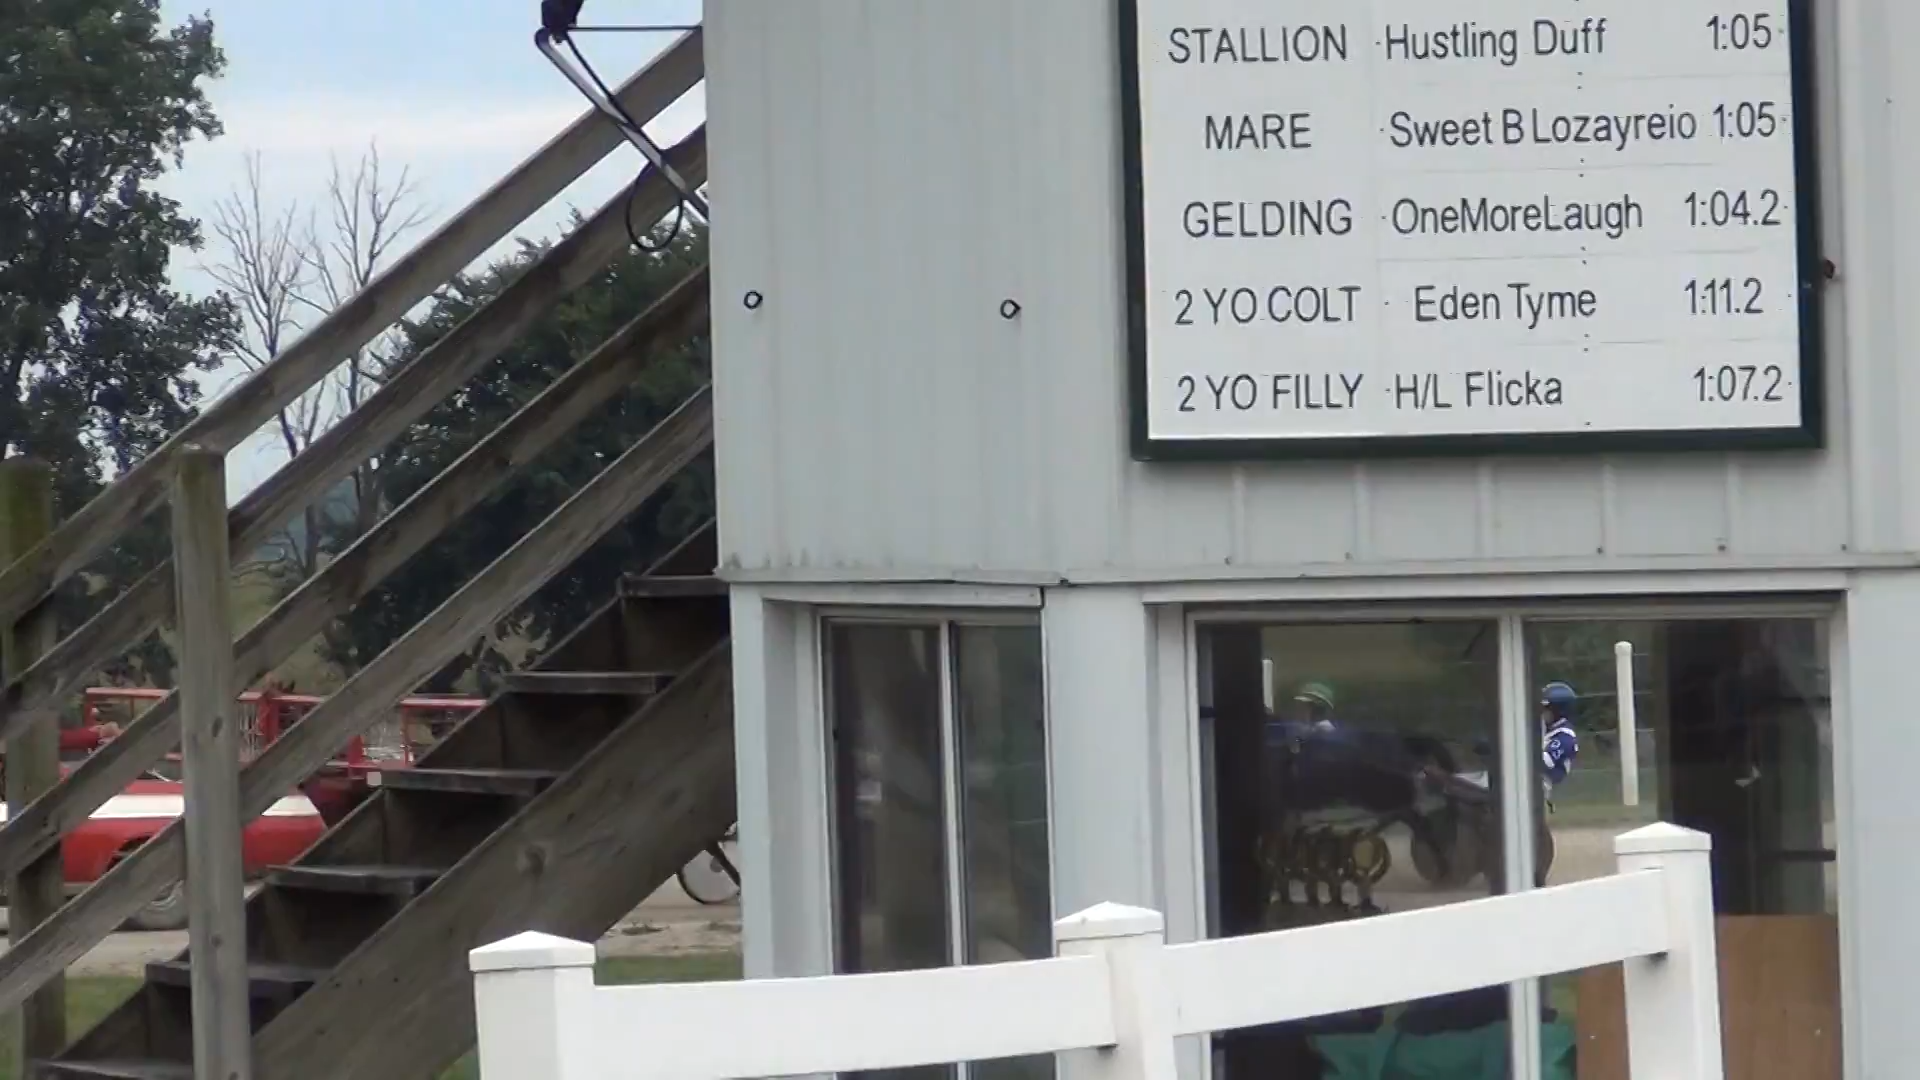 STALLION Hustling Duff 1:05
MARE Sweet B Lozayreio 1:05
GELDING OneMoreLaugh 1:04.2
2 YO COLT Eden Tyme 1:11.2
2 YO FILLY H/L Flicka 1:07.2